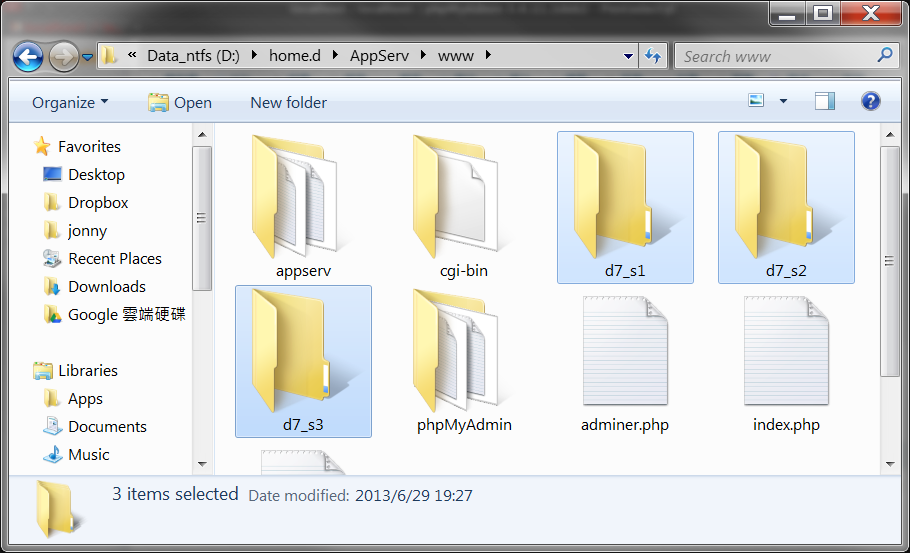 « Data_ntfs (D:) home.d AppServ www
Search www
Organize Open New folder
Favorites
Desktop
Dropbox
jonny
Recent Places
Downloads
Google 雲端硬碟
Libraries
Apps
Documents
Music
appserv
cgi-bin
d7_s1
d7_s2
d7_s3
phpMyAdmin
adminer.php
index.php
3 items selected Date modified: 2013/6/29 19:27